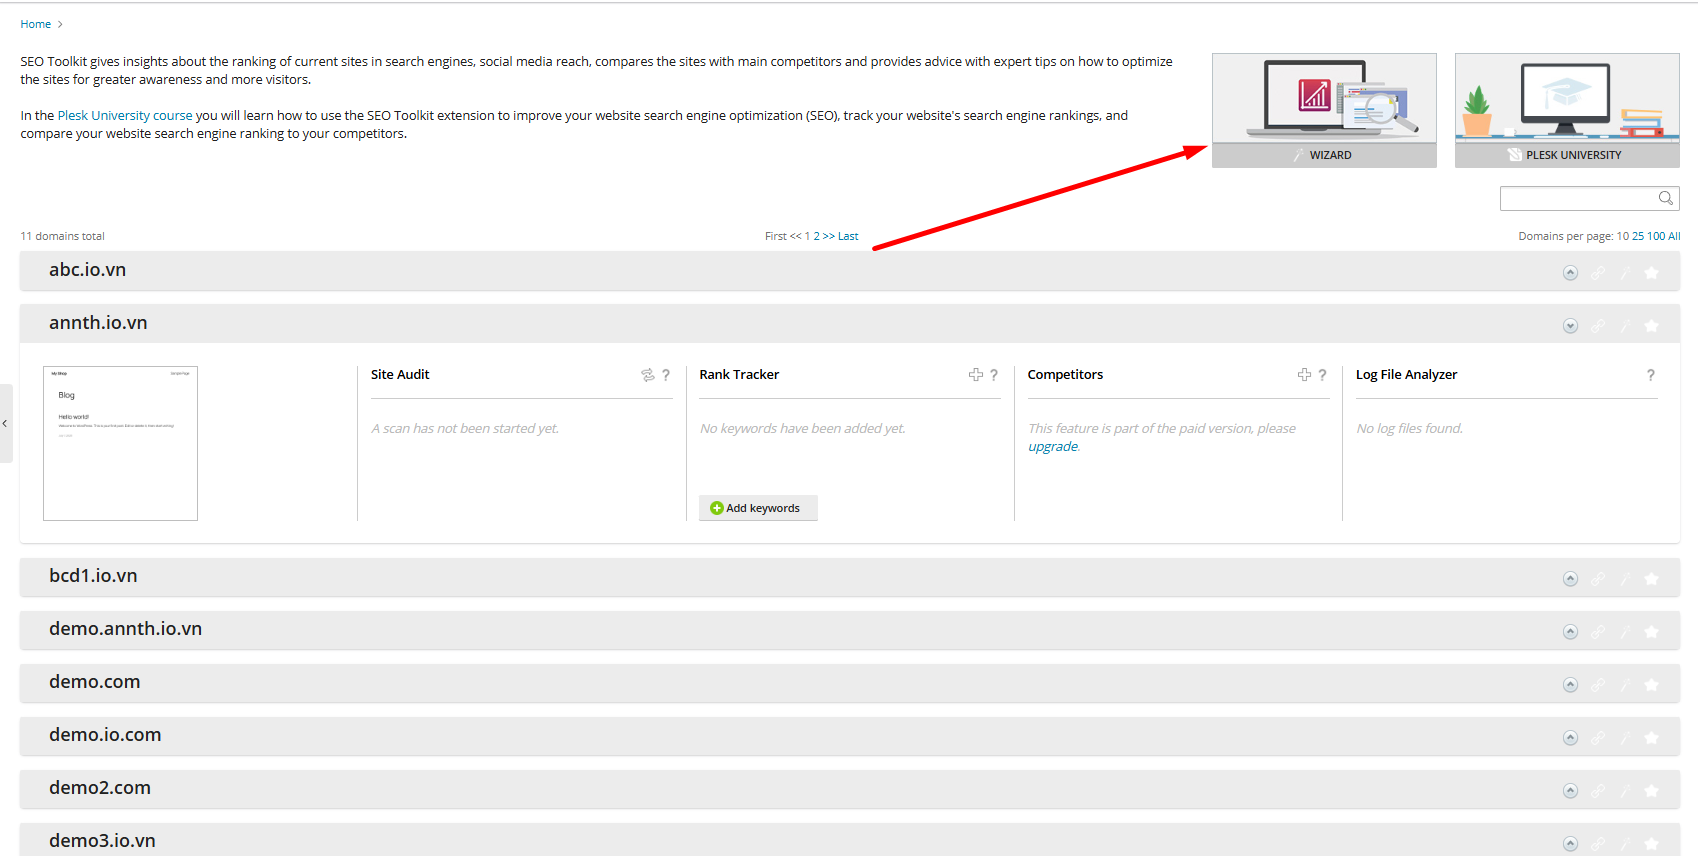 Home >
SEO Toolkit gives insights about the ranking of current sites in search engines, social media reach, compares the sites with main competitors and provides advice with expert tips on how to optimize
the sites for greater awareness and more visitors.
In the Plesk University course you will learn how to use the SEO Toolkit extension to improve your website search engine optimization (SEO), track your website's search engine rankings, and
compare your website search engine ranking to your competitors.
WIZARD
PLESK UNIVERSITY
11 domains total
First << 1 2 >> Last
Domains per page: 10 25 100 All
abc.io.vn
annth.io.vn
My Shop
Sample Page
Blog
Hello world!
Site Audit
?
A scan has not been started yet.
Rank Tracker
?
No keywords have been added yet.
Add keywords
Competitors
?
This feature is part of the paid version, please
upgrade.
Log File Analyzer
?
No log files found.
bcd1.io.vn
demo.annth.io.vn
demo.com
demo.io.com
demo2.com
demo3.io.vn